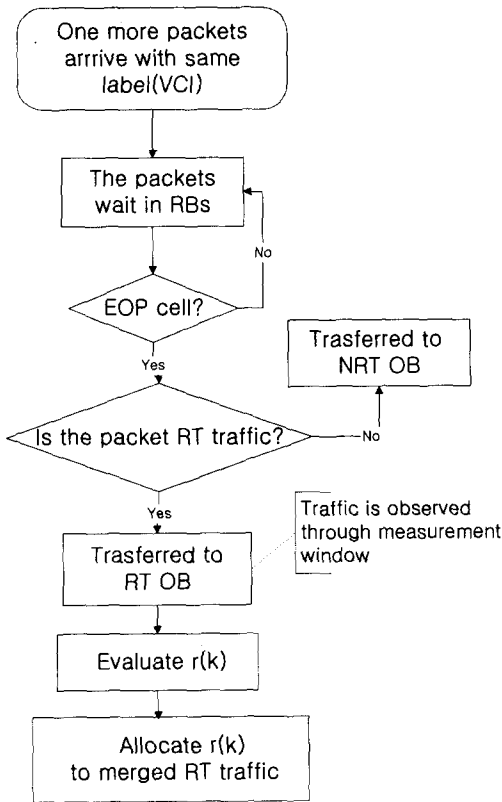 One more packets
arrrive with same
label(VCI)
The packets
wait in RBs
No
EOP cell?
Yes
Trasferred to
NRT OB
Is the packet RT traffic?
No
Yes
Traffic is observed
through measurement
window
Trasferred to
RT OB
Evaluate r(k)
Allocate r(k)
to merged RT traffic